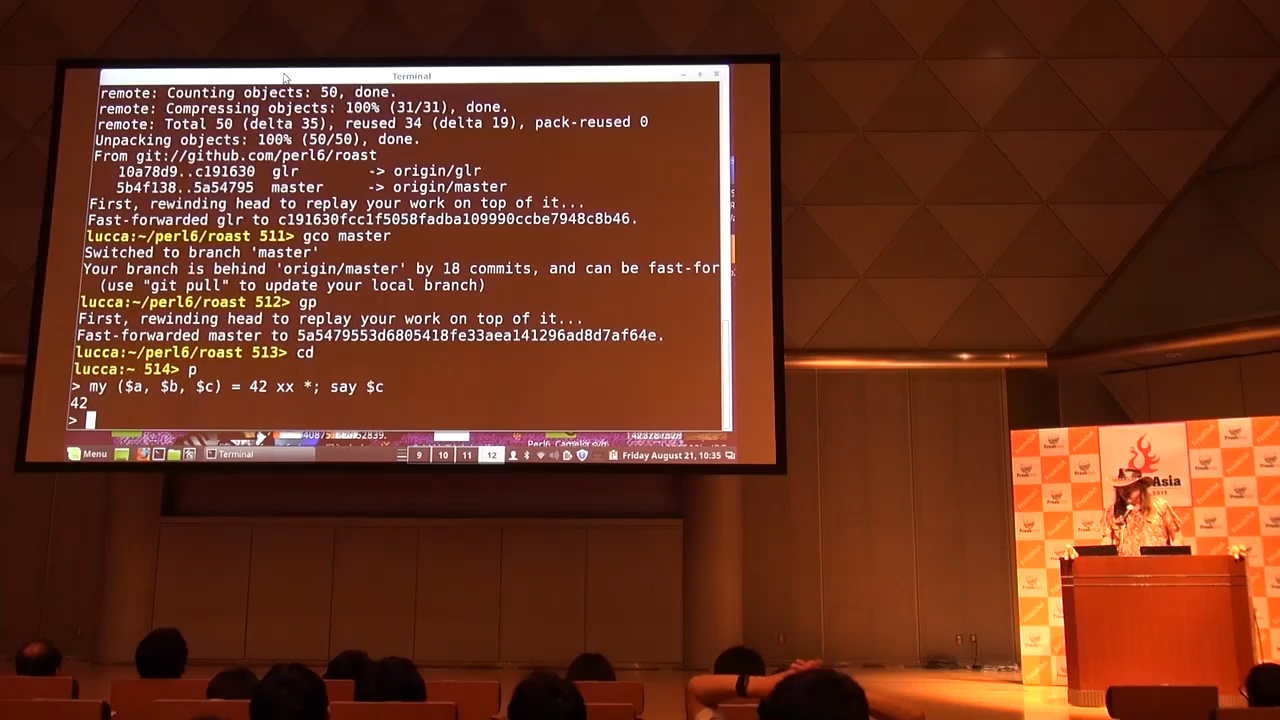 Terminal
remote: Counting objects: 50, done.
remote: Compressing objects: 100% (31/31), done.
remote: Total 50 (delta 35), reused 34 (delta 19), pack-reused 0
Unpacking objects: 100% (50/50), done.
From git://github.com/perl6/roast
10a78d9..c191630 glr -> origin/glr
5b4f138..5a54795 master -> origin/master
First, rewinding head to replay your work on top of it...
Fast-forwarded glr to c191630fcc1f5058fadba109990ccbe7948c8b46.
lucca:~/perl6/roast 511> gco master
Switched to branch 'master'
Your branch is behind 'origin/master' by 18 commits, and can be fast-for
(use "git pull" to update your local branch)
lucca:~/perl6/roast 512> gp
First, rewinding head to replay your work on top of it...
Fast-forwarded master to 5a5479553d6805418fe33aea141296ad8d7af64e.
lucca:~/perl6/roast 513> cd
lucca:~ 514> p
> my ($a, $b, $c) = 42 xx *; say $c
42
>
Menu
Terminal
9 10 11 12
Friday August 21, 10:35
Asia
2015